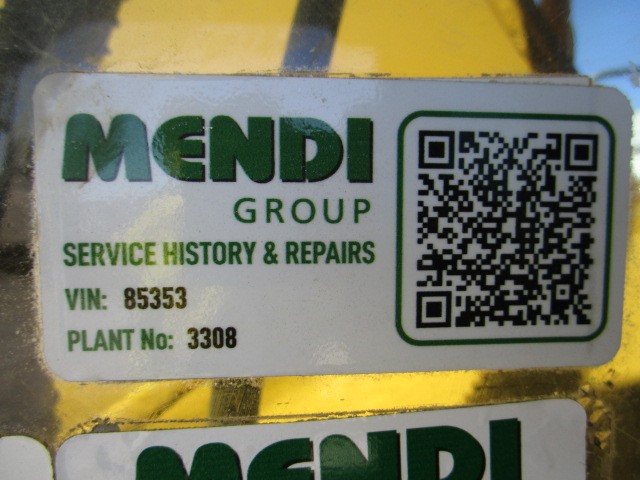 MENDI
GROUP
SERVICE HISTORY & REPAIRS
VIN: 85353
PLANT No: 3308
MENDI